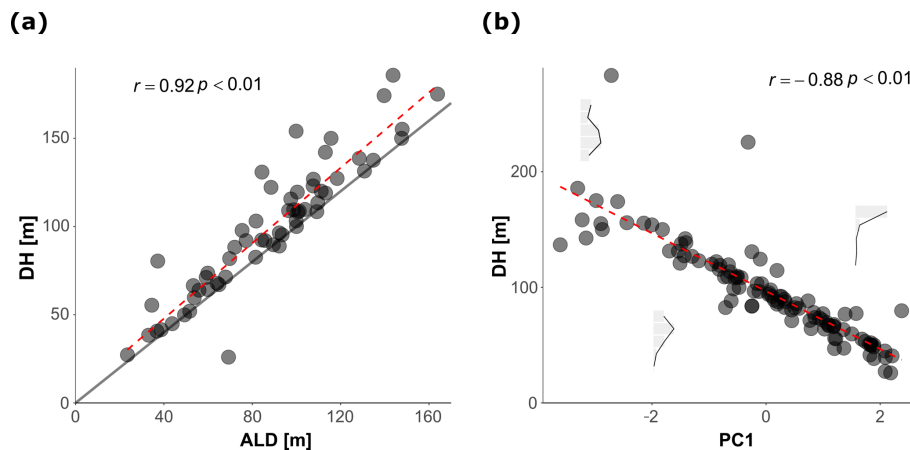 (a)
r = 0.92 p < 0.01
DH [m]
150
100
50
0
0 40 80 120 160
ALD [m]
(b)
r = − 0.88 p < 0.01
DH [m]
200
100
0
−2 0 2
PC1